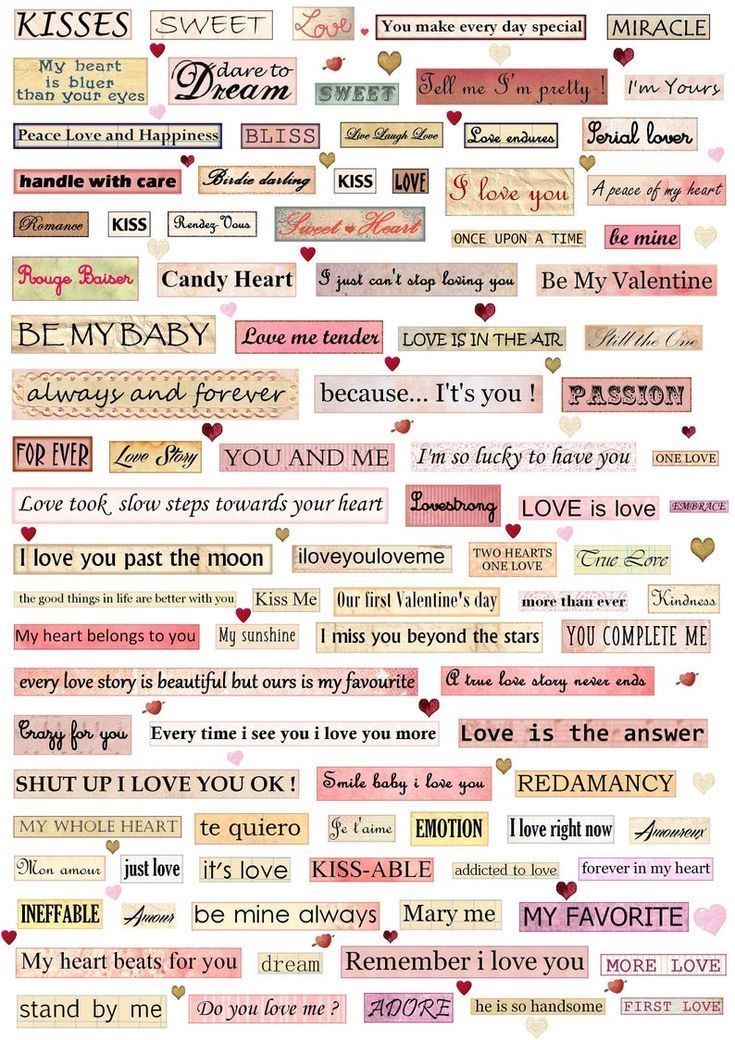 KISSES SWEET Love You make every day special MIRACLE
My heart
is bluer
than your eyes
dare to
Dream
SWEET Tell me I'm pretty ! I'm Yours
Peace Love and Happiness BLISS Live Laugh Love Love endures Serial lover
handle with care Birdie darling KISS LOVE I love you A peace of my heart
Romance KISS Rendez-Vous Sweet Heart ONCE UPON A TIME be mine
Rouge Baiser Candy Heart I just can't stop loving you Be My Valentine
BE MY BABY Love me tender LOVE IS IN THE AIR Still the One
always and forever because... I't's you ! PASSION
FOR EVER Love Story YOU AND ME I'm so lucky to have you ONE LOVE
Love took slow steps towards your heart Lovestrong LOVE is love EMBRACE
I love you past the moon iloveyouloveme
TWO HEARTS
ONE LOVE
True Love
the good things in life are better with you Kiss Me Our first Valentine's day more than ever Kindness
My heart belongs to you My sunshine I miss you beyond the stars YOU COMPLETE ME
every love story is beautiful but ours is my favourite A true love story never ends
Crazy for you Every time i see you i love you more Love is the answer
SHUT UP I LOVE YOU OK ! Smile baby i love you REDAMANCY
MY WHOLE HEART te quiero Je t'aime EMOTION I love right now Amoureux
Mon amour just love it's love KISS-ABLE addicted to love forever in my heart
INEFFABLE Amour be mine always Mary me MY FAVORITE
My heart beats for you dream Remember i love you MORE LOVE
stand by me Do you love me ? ADORE he is so handsome FIRST LOVE